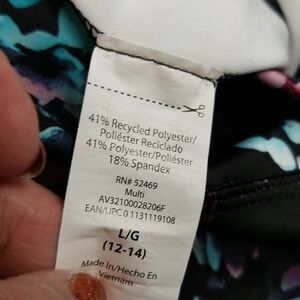 41% Recycled Polyester/
Poliéster Reciclado
41% Polyester/Poliéster
18% Spandex
RN# 52469
Multi
AV32100028206F
EAN/UPC 0 1131119108
L/G
(12-14)
Made In/Hecho En
Vietnam